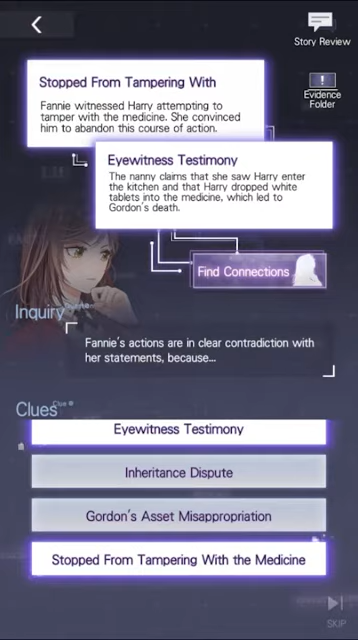 Story Review
Stopped From Tampering With
Evidence
Folder
Fannie witnessed Harry attempting to
tamper with the medicine. She convinced
him to abandon this course of action.
Eyewitness Testimony
The nanny claims that she saw Harry enter
the kitchen and that Harry dropped white
tablets into the medicine, which led to
Gordon's death.
Find Connections
Inquiry
Fannie's actions are in clear contradiction with
her statements, because...
Clues
Clue
Eyewitness Testimony
Inheritance Dispute
Gordon's Asset Misappropriation
Stopped From Tampering With the Medicine
SKIP